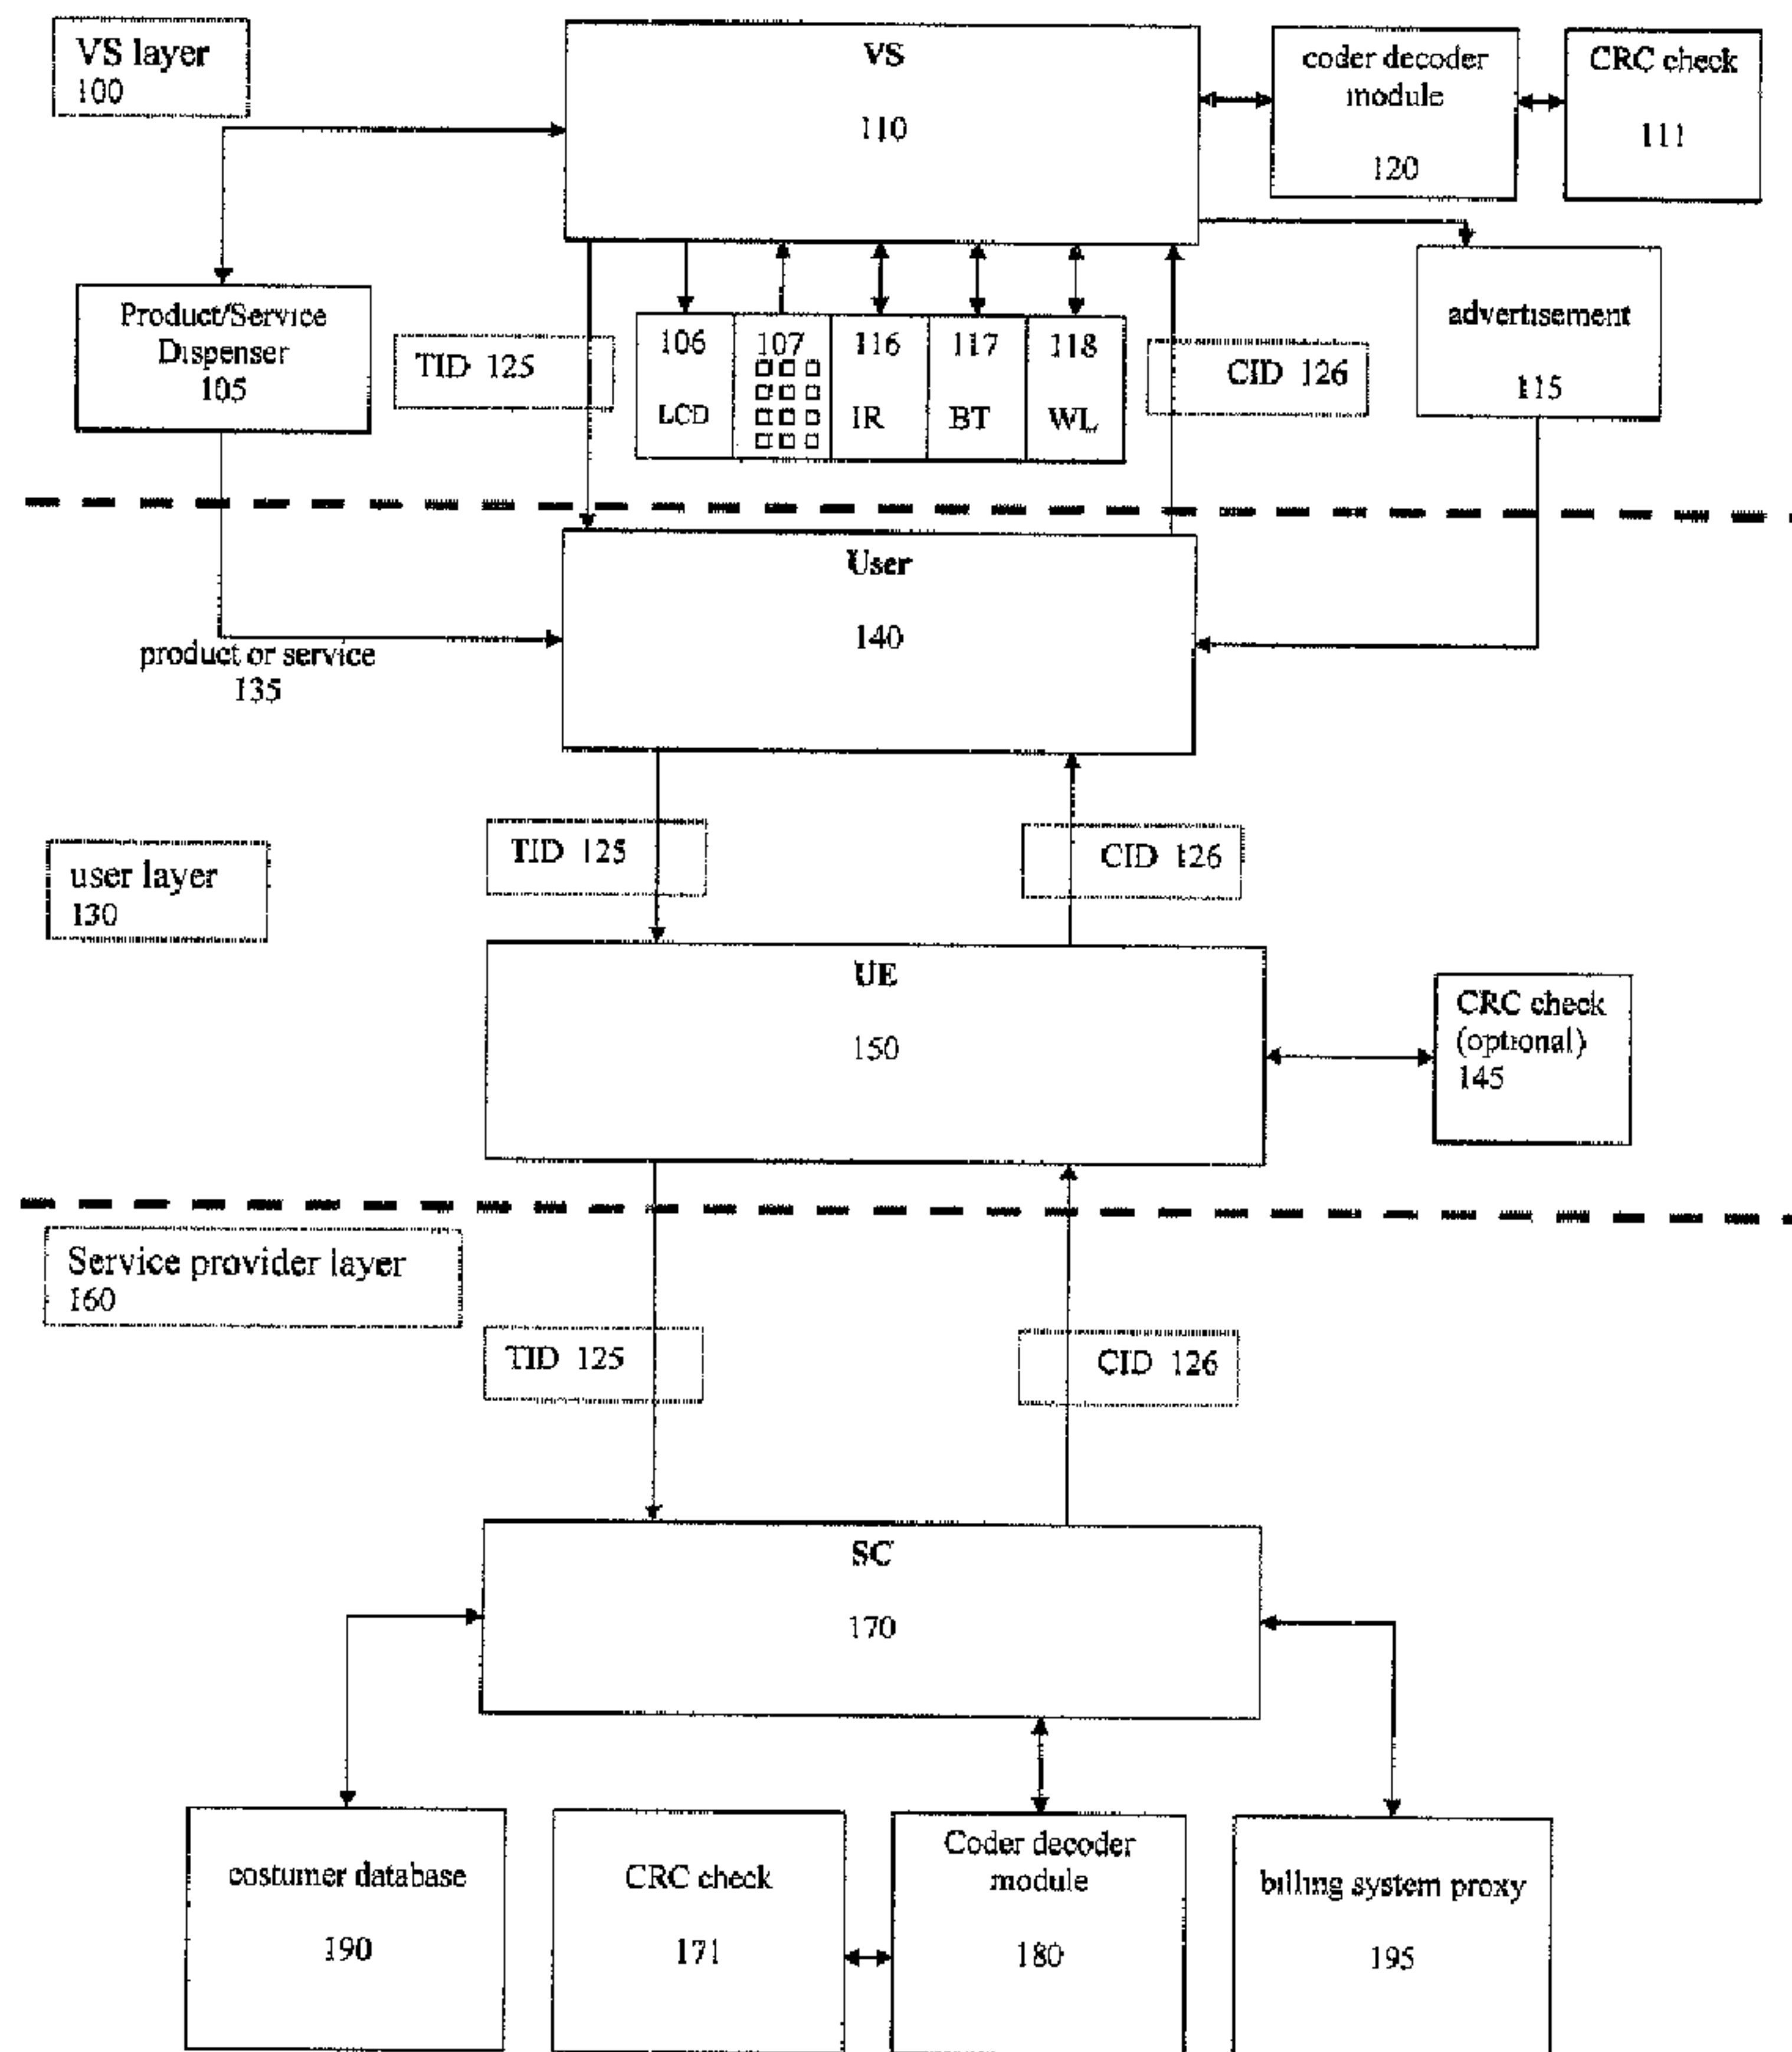 VS layer
100
VS
110
coder decoder
module
120
CRC check
111
Product/Service
Dispenser
105
TID 125
106
LCD
107
116
IR
117
BT
118
WL
CID 126
advertisement
115
User
140
product or service
135
TID 125
CID 126
user layer
130
UE
150
CRC check
(optional)
145
Service provider layer
160
TID 125
CID 126
SC
170
costumer database
190
CRC check
171
Coder decoder
module
180
billing system proxy
195